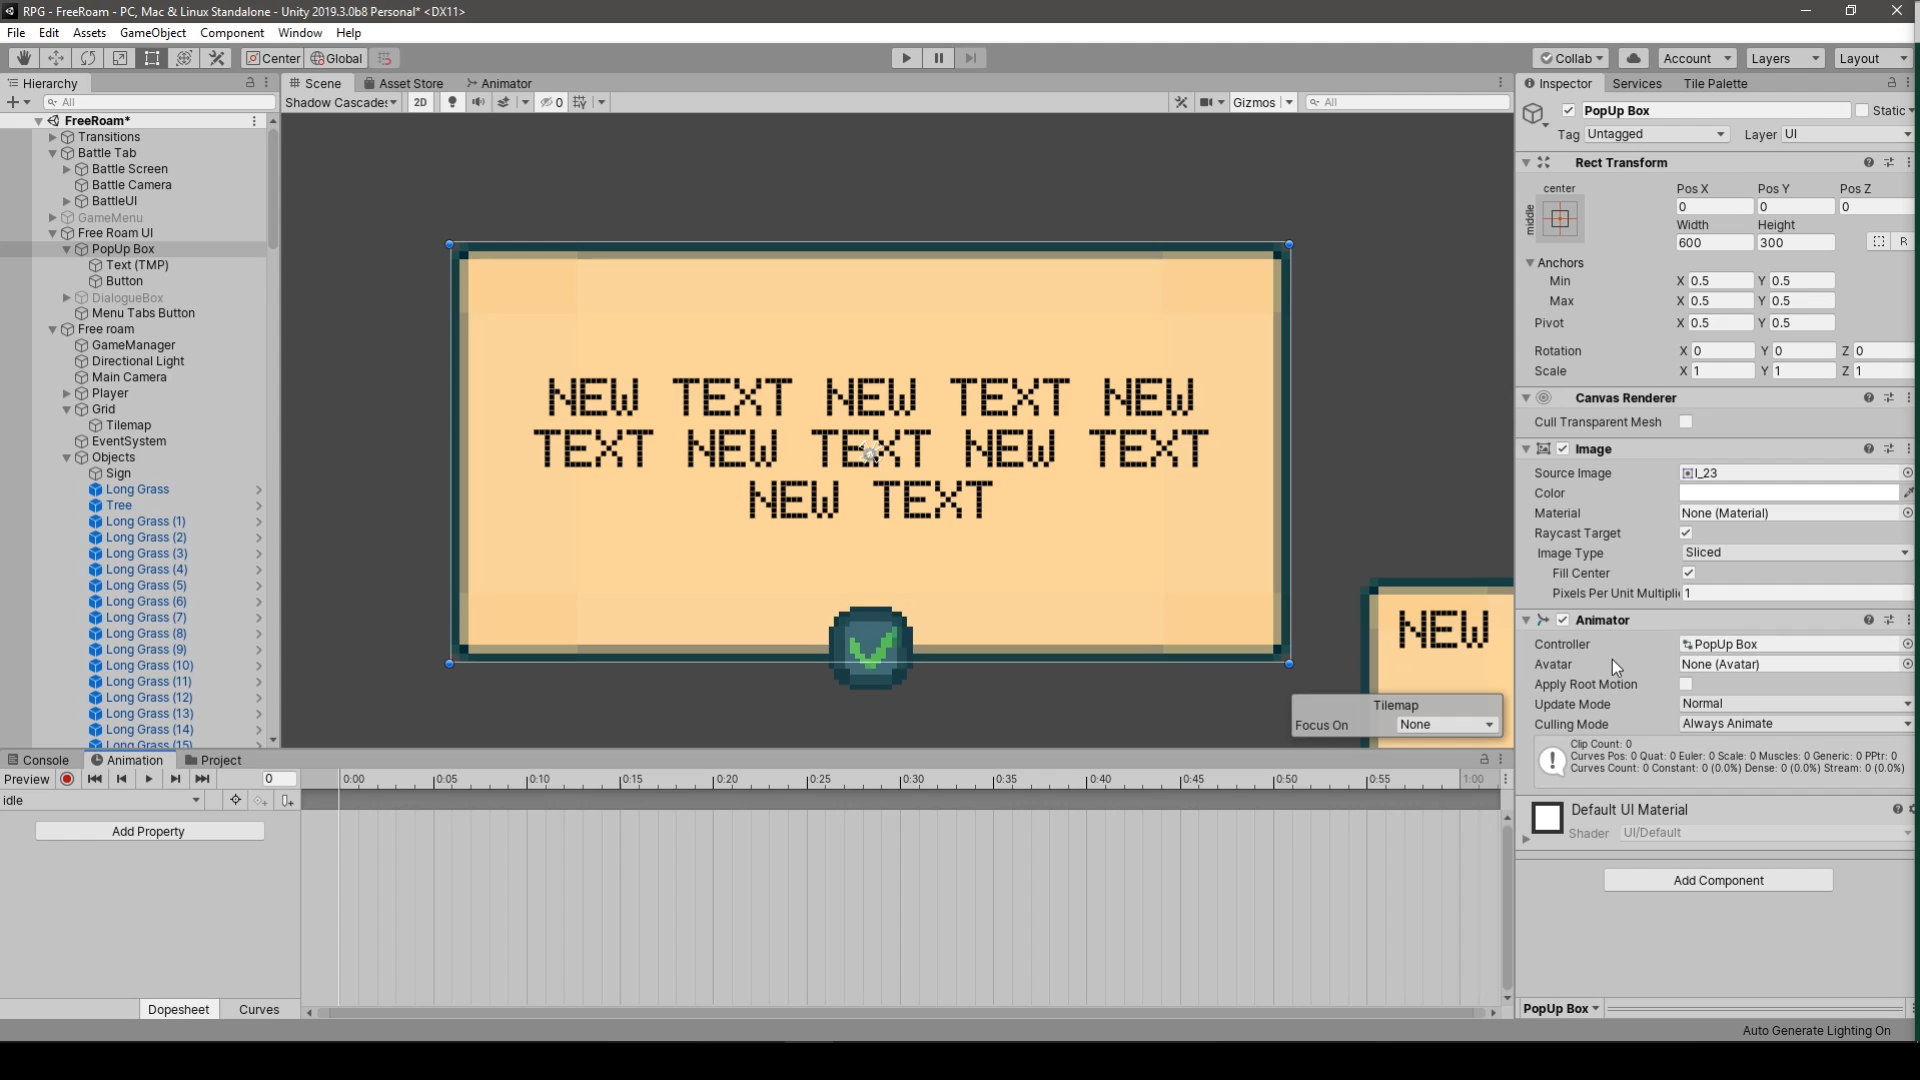 RPG - FreeRoam - PC, Mac & Linux Standalone - Unity 2019.3.0b8 Personal* <DX11>
File Edit Assets GameObject Component Window Help
Center Global
Collab Account Layers Layout
Hierarchy
Scene Asset Store Animator
Inspector Services Tile Palette
All
Shadow Cascades 2D 0 Gizmos All
PopUp Box Static
Tag Untagged Layer UI
FreeRoam*
Transitions
Battle Tab
Battle Screen
Battle Camera
BattleUI
GameMenu
Free Roam UI
PopUp Box
Text (TMP)
Button
DialogueBox
Menu Tabs Button
Free roam
GameManager
Directional Light
Main Camera
Player
Grid
Tilemap
EventSystem
Objects
Sign
Long Grass
Tree
Long Grass (1)
Long Grass (2)
Long Grass (3)
Long Grass (4)
Long Grass (5)
Long Grass (6)
Long Grass (7)
Long Grass (8)
Long Grass (9)
Long Grass (10)
Long Grass (11)
Long Grass (12)
Long Grass (13)
Long Grass (14)
Long Grass (15)
NEW TEXT NEW TEXT NEW
TEXT NEW TEXT NEW TEXT
NEW TEXT
NEW
Tilemap
Focus On None
Rect Transform
center
middle
Pos X Pos Y Pos Z
0 0 0
Width Height
600 300
R
Anchors
Min X 0.5 Y 0.5
Max X 0.5 Y 0.5
Pivot X 0.5 Y 0.5
Rotation X 0 Y 0 Z 0
Scale X 1 Y 1 Z 1
Canvas Renderer
Cull Transparent Mesh
Image
Source Image I_23
Color
Material None (Material)
Raycast Target
Image Type Sliced
Fill Center
Pixels Per Unit Multipli 1
Animator
Controller PopUp Box
Avatar None (Avatar)
Apply Root Motion
Update Mode Normal
Culling Mode Always Animate
Clip Count: 0
Curves Pos: 0 Quat: 0 Euler: 0 Scale: 0 Muscles: 0 Generic: 0 PPtr: 0
Curves Count: 0 Constant: 0 (0.0%) Dense: 0 (0.0%) Stream: 0 (0.0%)
Default UI Material
Shader UI/Default
Add Component
PopUp Box
Console Animation Project
Preview 0
0:00 0:05 0:10 0:15 0:20 0:25 0:30 0:35 0:40 0:45 0:50 0:55 1:00
idle
Add Property
Dopesheet Curves
Auto Generate Lighting On